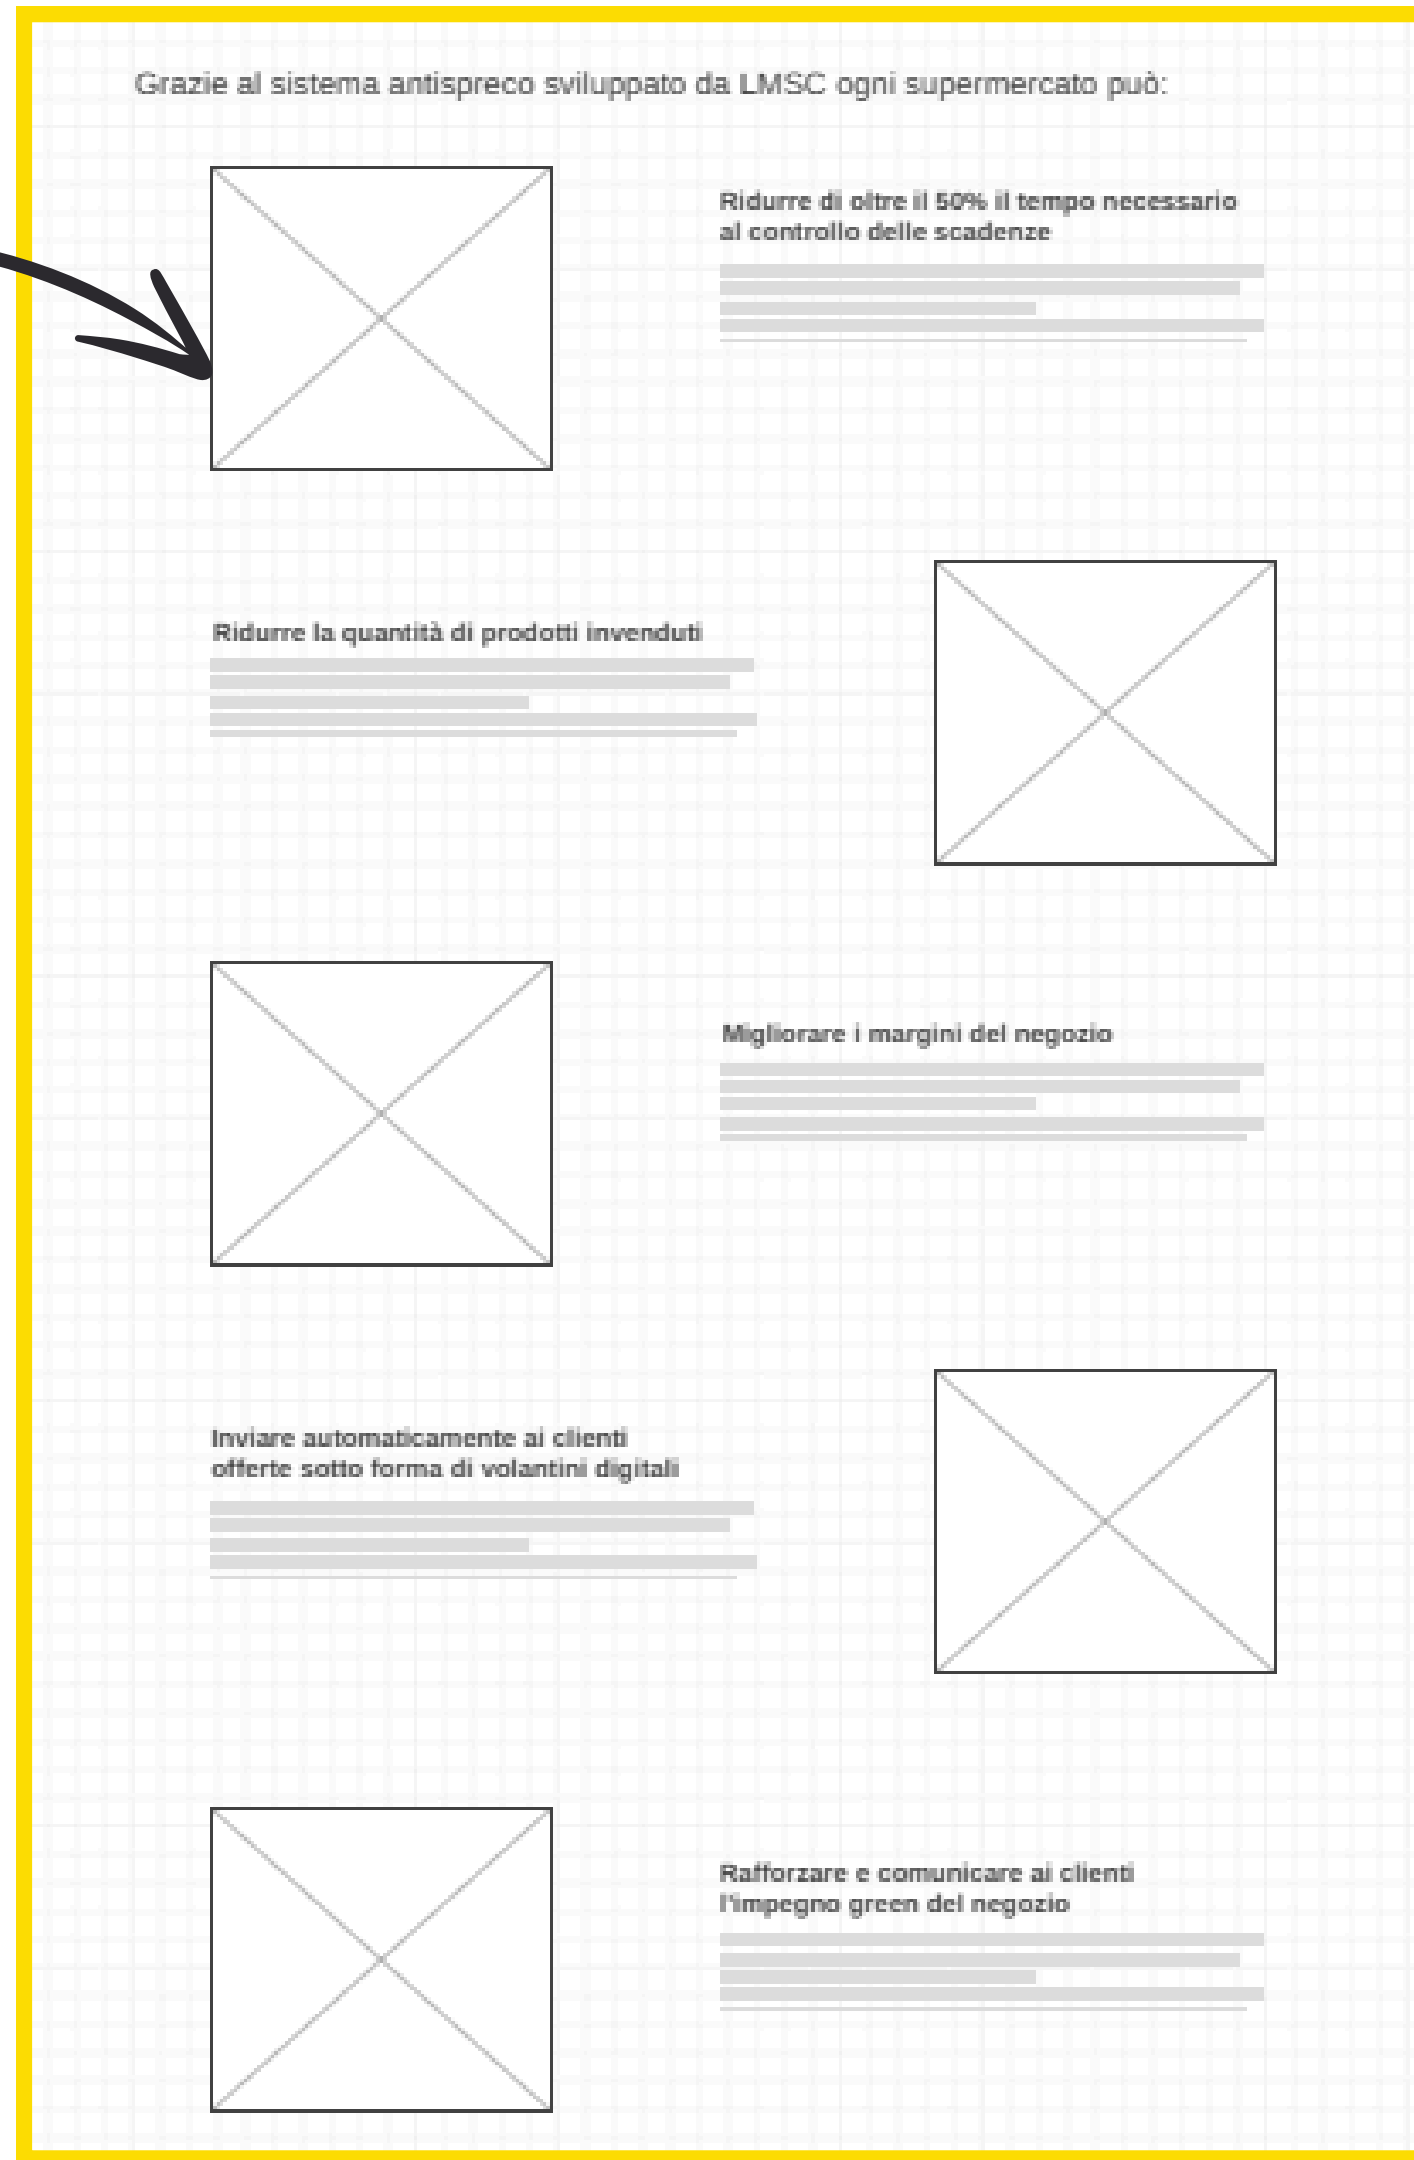 Grazie al sistema antispreco sviluppato da LMSC ogni supermercato può:
Ridurre di oltre il 50% il tempo necessario
al controllo delle scadenze
Ridurre la quantità di prodotti invenduti
Migliorare i margini del negozio
Inviare automaticamente ai clienti
offerte sotto forma di volantini digitali
Rafforzare e comunicare ai clienti
l'impegno green del negozio